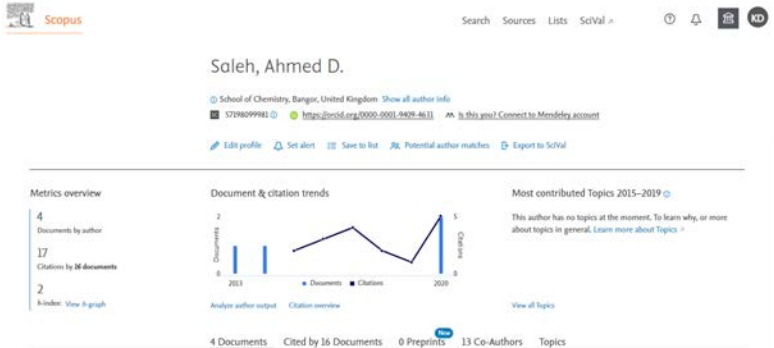 Scopus
Search Sources Lists SciVal
KD
Saleh, Ahmed D.
School of Chemistry, Bangor, United Kingdom Show all author info
57198099981 https://orcid.org/0000-0001-9409-4631 Is this you? Connect to Mendeley account
Edit profile Set alert Save to list Potential author matches Export to SciVal
Metrics overview
4
Documents by author
17
Citations by 16 documents
2
h-index: View h-graph
Document & citation trends
2
5
Documents
Citations
0
0
2013
2020
Documents Citations
Analyze author output Citation overview
Most contributed Topics 2015–2019
This author has no topics at the moment. To learn why, or more
about topics in general. Learn more about Topics >
View all Topics
New
4 Documents Cited by 16 Documents 0 Preprints 13 Co-Authors Topics